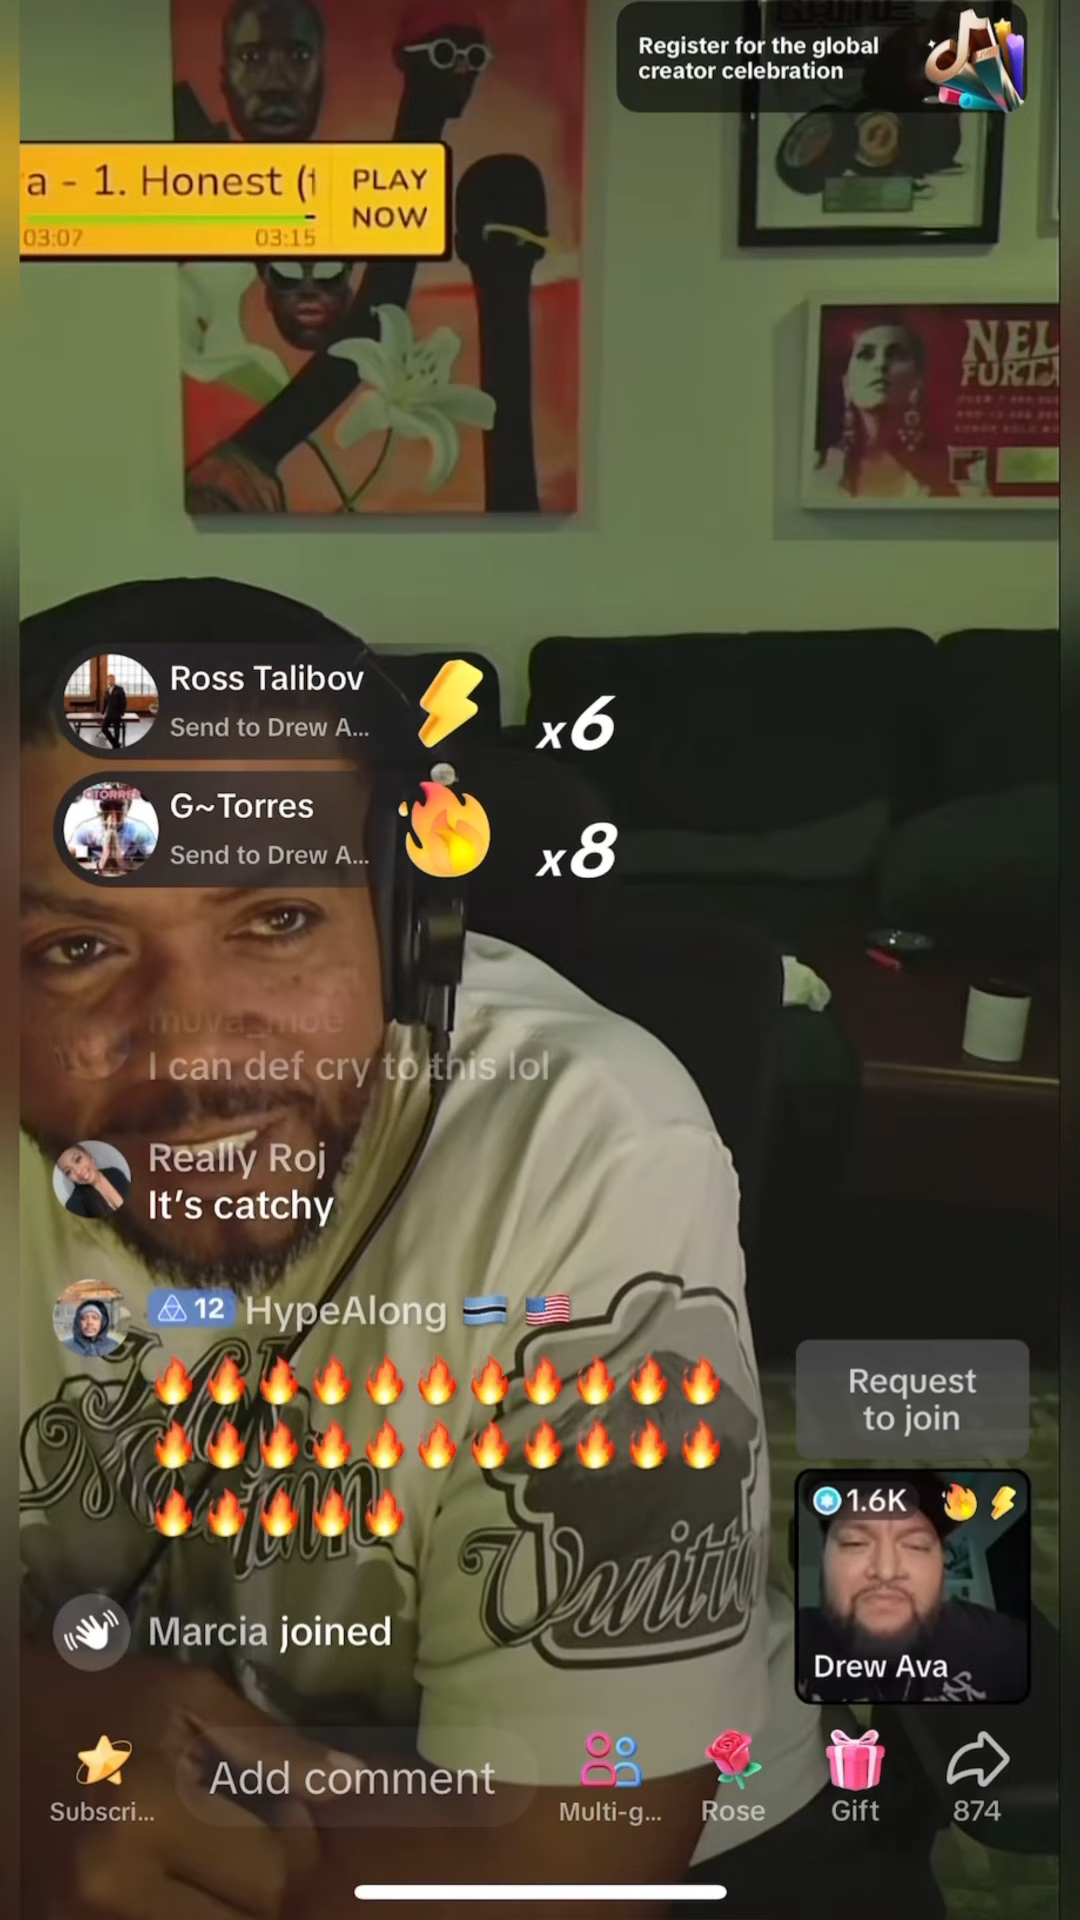 Register for the global
creator celebration
a - 1. Honest (f
PLAY
NOW
03:07
03:15
NEL
FURTA
Ross Talibov
Send to Drew A...
x6
G~Torres
Send to Drew A...
x8
muva_moe
I can def cry to this lol
Really Roj
It's catchy
12 HypeAlong 🇧🇼 🇺🇸
🔥🔥🔥🔥🔥🔥🔥🔥🔥🔥🔥
🔥🔥🔥🔥🔥🔥🔥🔥🔥🔥🔥
🔥🔥🔥🔥🔥
Marcia joined
Request
to join
1.6K
Drew Ava
Add comment
Subscri...
Multi-g...
Rose
Gift
874